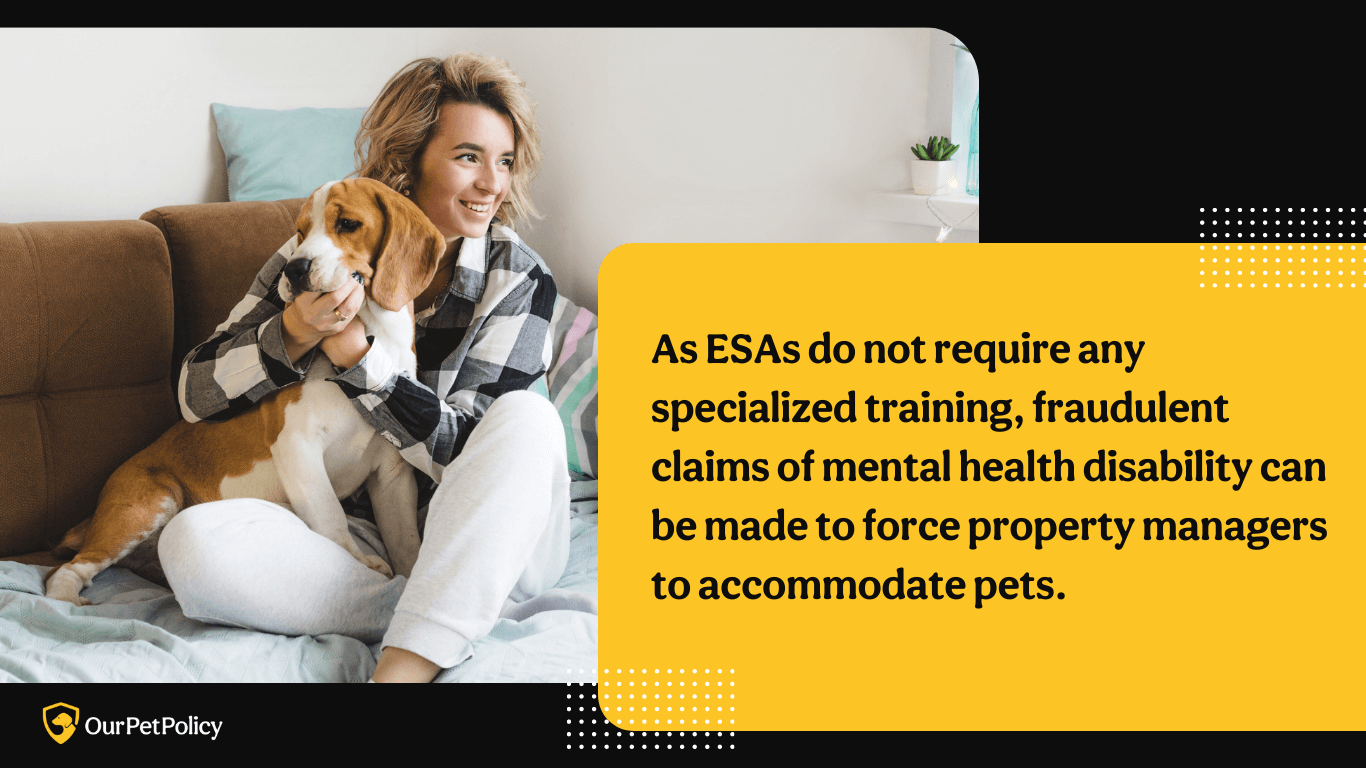 As ESAs do not require any
specialized training, fraudulent
claims of mental health disability can
be made to force property managers
to accommodate pets.
OurPetPolicy